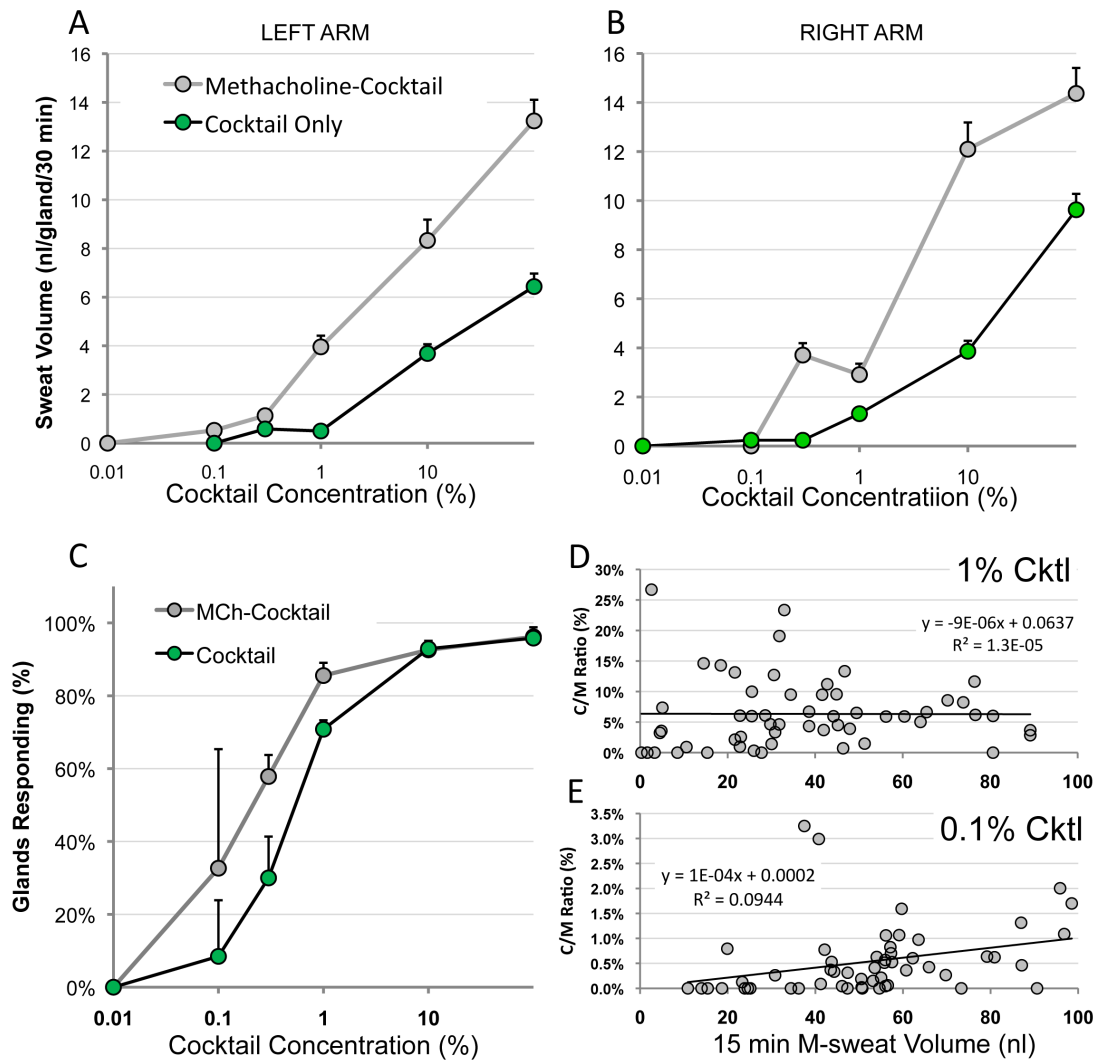 A
LEFT ARM
Methacholine-Cocktail
Cocktail Only
Sweat Volume (nl/gland/30 min)
16
14
12
10
8
6
4
2
0
0.01
0.1
1
10
Cocktail Concentration (%)
B
RIGHT ARM
16
14
12
10
8
6
4
2
0
0.01
0.1
1
10
Cocktail Concentratiion (%)
C
MCh-Cocktail
Cocktail
Glands Responding (%)
100%
80%
60%
40%
20%
0%
0.01
0.1
1
10
Cocktail Concentration (%)
D
1% Cktl
y = -9E-06x + 0.0637
R² = 1.3E-05
C/M Ratio (%)
30%
25%
20%
15%
10%
5%
0%
0
20
40
60
80
100
E
0.1% Cktl
y = 1E-04x + 0.0002
R² = 0.0944
C/M Ratio (%)
3.5%
3.0%
2.5%
2.0%
1.5%
1.0%
0.5%
0.0%
0
20
40
60
80
100
15 min M-sweat Volume (nl)